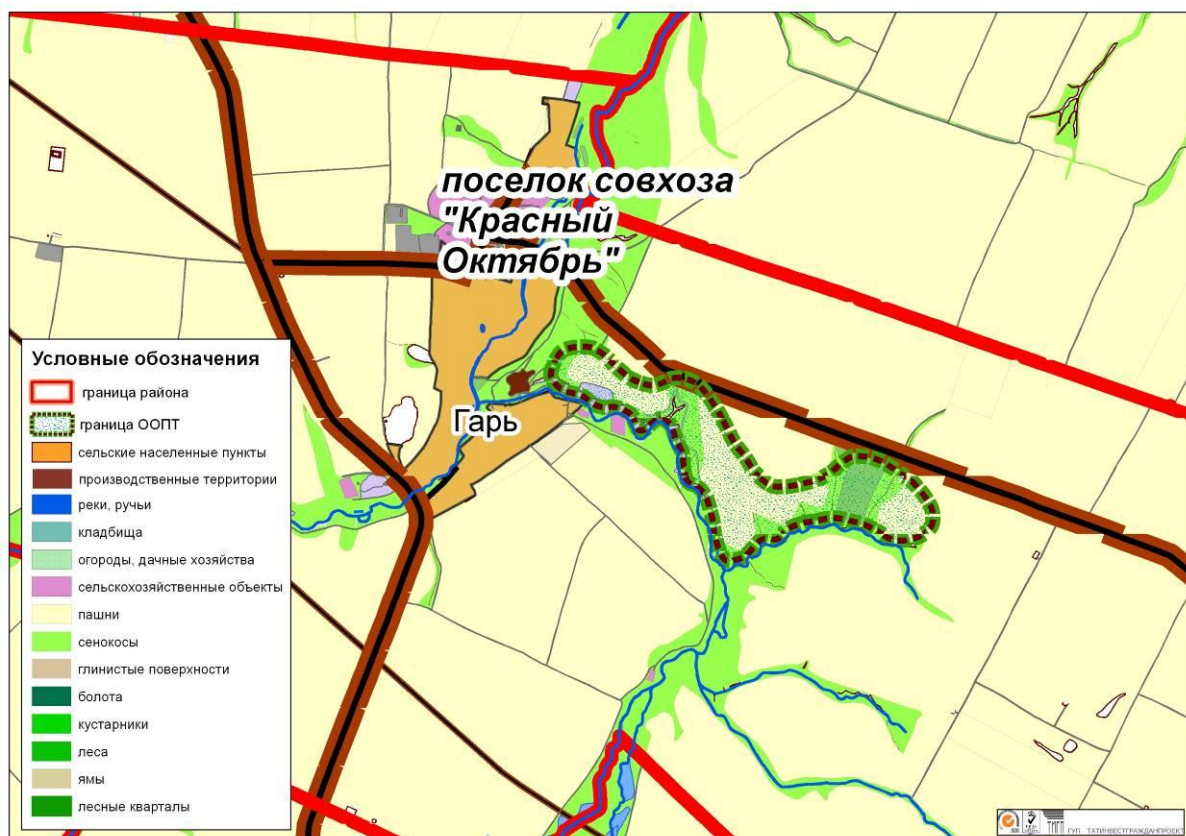 поселок совхоза
"Красный
Октябрь"
Гарь
Условные обозначения
граница района
граница ООПТ
сельские населенные пункты
производственные территории
реки, ручьи
кладбища
огороды, дачные хозяйства
сельскохозяйственные объекты
пашни
сенокосы
глинистые поверхности
болота
кустарники
леса
ямы
лесные кварталы
ГУП ТАТИНВЕСТГРАЖДАНПРОЕКТ